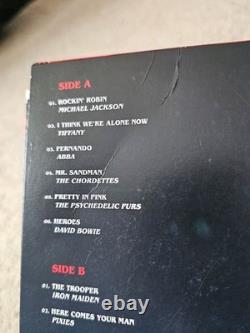 SIDE A
01. ROCKIN' ROBIN
MICHAEL JACKSON
02. I THINK WE'RE ALONE NOW
TIFFANY
03. FERNANDO
ABBA
04. MR. SANDMAN
THE CHORDETTES
05. PRETTY IN PINK
THE PSYCHEDELIC FURS
06. HEROES
DAVID BOWIE
SIDE B
01. THE TROOPER
IRON MAIDEN
02. HERE COMES YOUR MAN
PIXIES